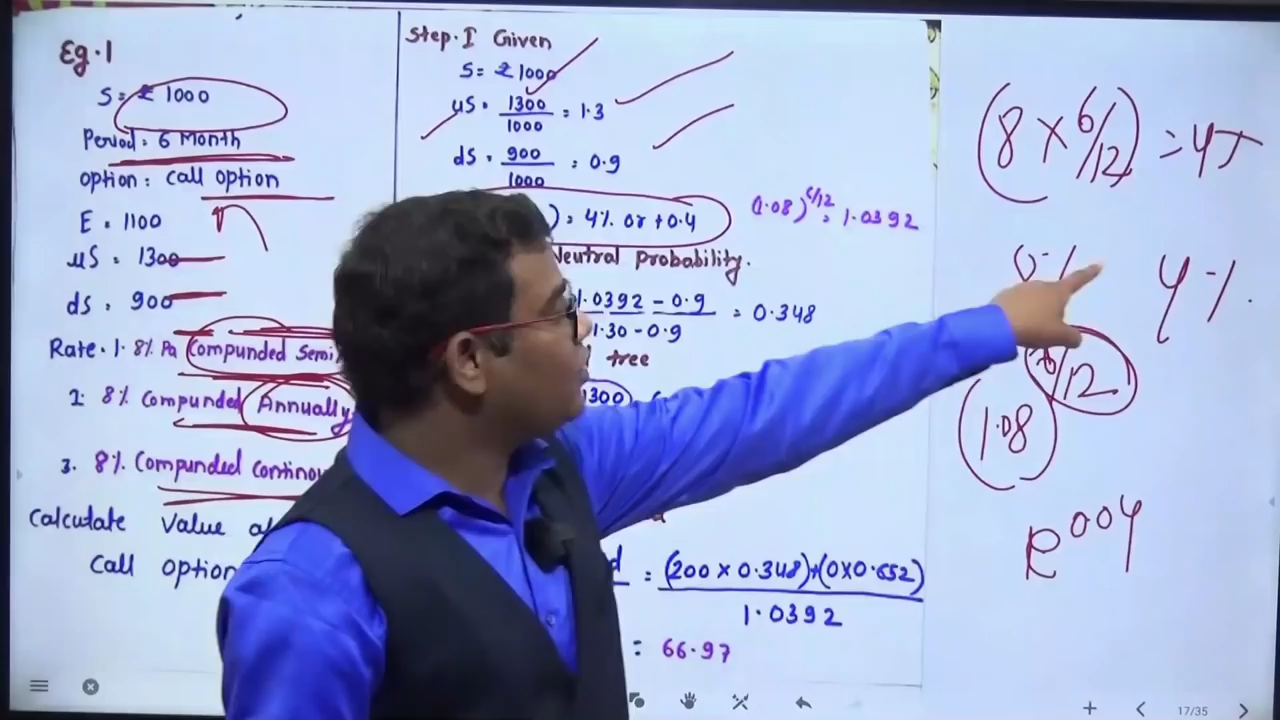 Eg.1
S= ₹ 1000
Period= 6 Month
option: call option
E = 1100
uS = 1300
ds = 900
Rate. 1. 8% Pa Compunded Semi
2. 8% Compunded Annually
3. 8% Compunded Continou
Calculate Value of
Call option
Step.I Given
S= ₹ 1000
uS = 1300/1000 = 1.3
ds = 900/1000 = 0.9
) = 4% or +0.4
(1.08)^6/12 = 1.0392
Neutral Probability.
1.0392 - 0.9 / 1.30 - 0.9 = 0.348
tree
1300
d = (200 x 0.348)+(0x0.652) / 1.0392
= 66.97
(8 x 6/12) = 4%
4%.
(1.08)^6/12
e^0.04
17/35